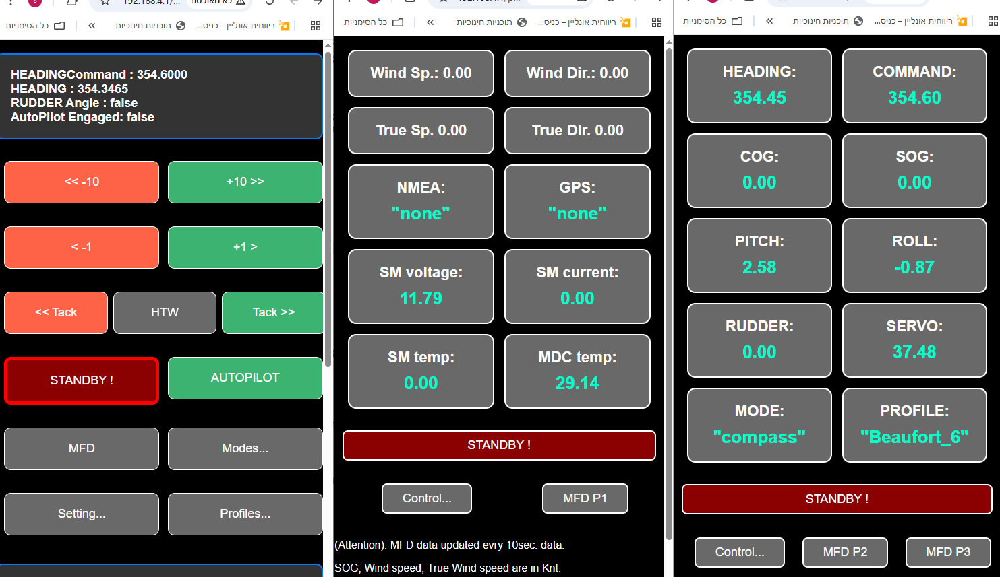 192.168.4.1/...
לא מאובטח
כל הסימניות
»
תוכניות חינוכיות
רווחית אונליין – כניס...
HEADINGCommand : 354.6000
HEADING : 354.3465
RUDDER Angle : false
AutoPilot Engaged: false
<< -10
+10 >>
< -1
+1 >
<< Tack
HTW
Tack >>
STANDBY !
AUTOPILOT
MFD
Modes...
Setting...
Profiles...
כל הסימניות
»
תוכניות חינוכיות
רווחית אונליין – כניס...
Wind Sp.: 0.00
Wind Dir.: 0.00
True Sp. 0.00
True Dir. 0.00
NMEA:
"none"
GPS:
"none"
SM voltage:
11.79
SM current:
0.00
SM temp:
0.00
MDC temp:
29.14
STANDBY !
Control...
MFD P1
(Attention): MFD data updated evry 10sec. data.
SOG, Wind speed, True Wind speed are in Knt.
כל הסימניות
»
תוכניות חינוכיות
רווחית אונליין – כניס...
HEADING:
354.45
COMMAND:
354.60
COG:
0.00
SOG:
0.00
PITCH:
2.58
ROLL:
-0.87
RUDDER:
0.00
SERVO:
37.48
MODE:
"compass"
PROFILE:
"Beaufort_6"
STANDBY !
Control...
MFD P2
MFD P3